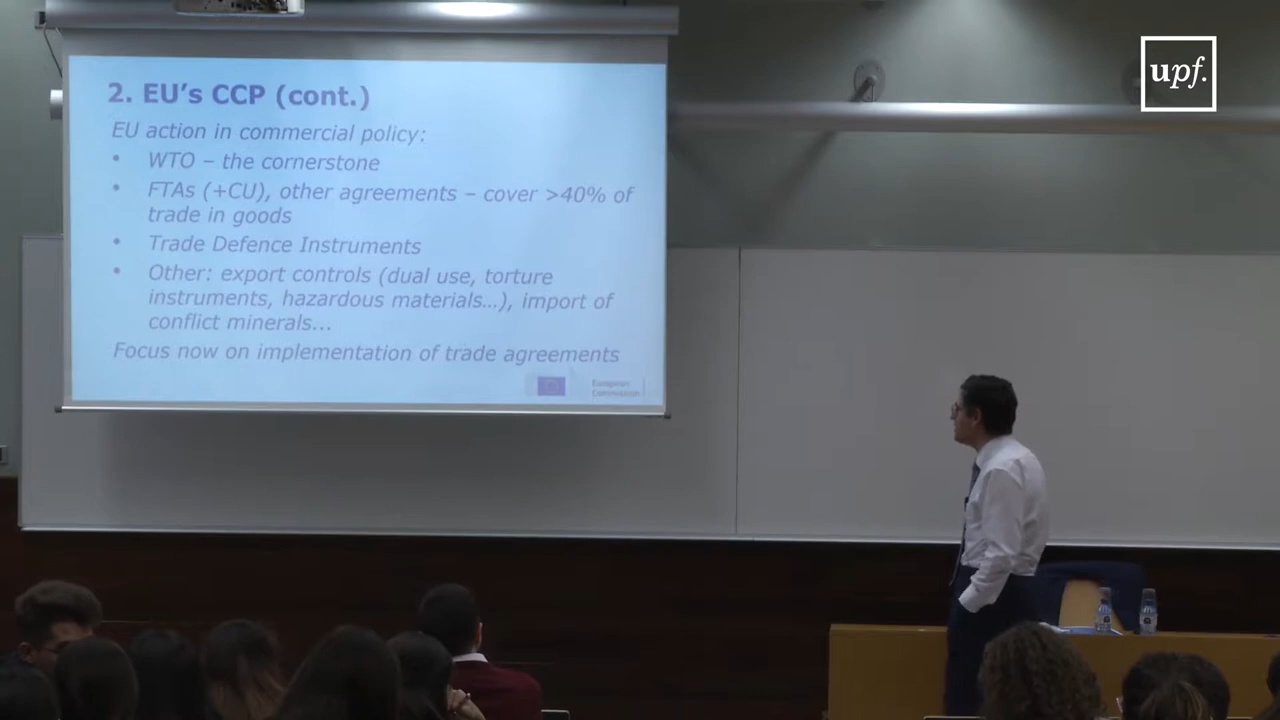 2. EU's CCP (cont.)
EU action in commercial policy:
• WTO – the cornerstone
• FTAs (+CU), other agreements – cover >40% of
trade in goods
• Trade Defence Instruments
• Other: export controls (dual use, torture
instruments, hazardous materials…), import of
conflict minerals...
Focus now on implementation of trade agreements
European
Commission
upf.